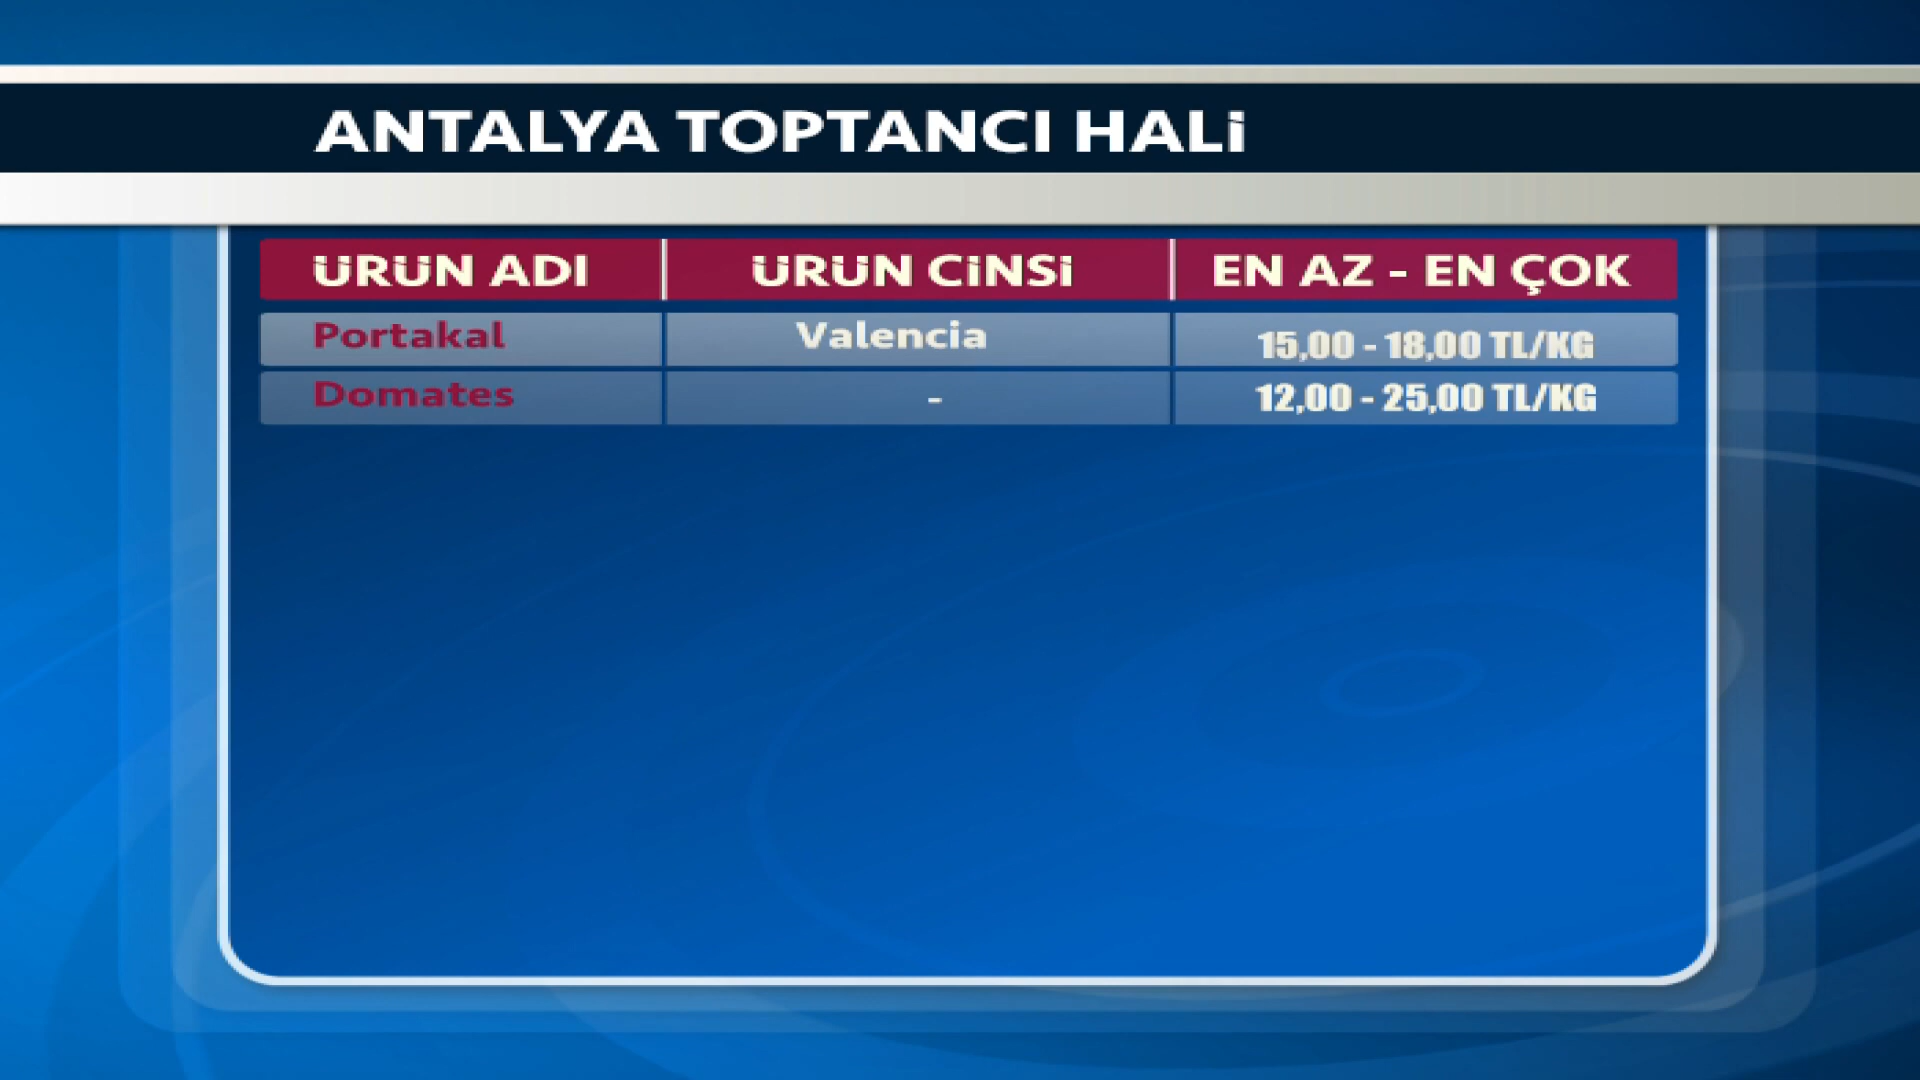 ANTALYA TOPTANCI HALİ
ÜRÜN ADI ÜRÜN CİNSİ EN AZ - EN ÇOK
Portakal Valencia 15,00 - 18,00 TL/KG
Domates - 12,00 - 25,00 TL/KG